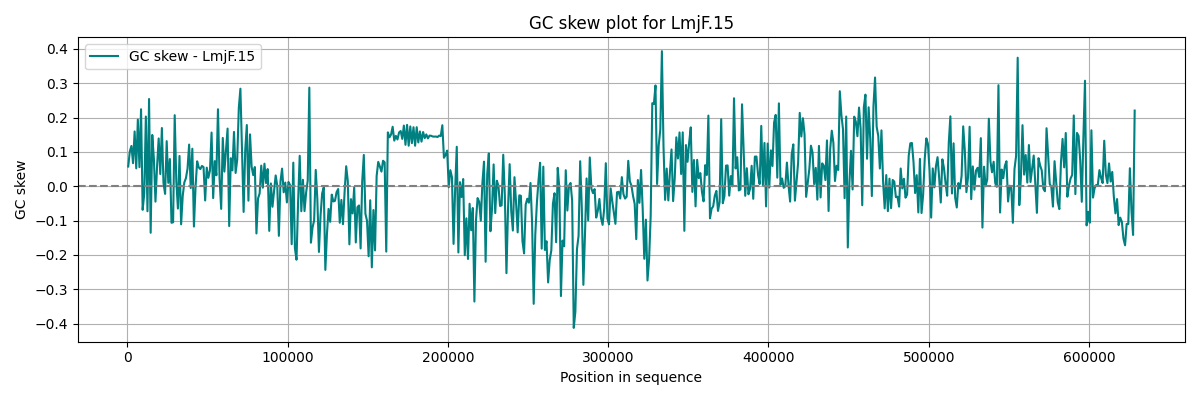 GC skew plot for LmjF.15
GC skew - LmjF.15
GC skew
0.4
0.3
0.2
0.1
0.0
−0.1
−0.2
−0.3
−0.4
0 100000 200000 300000 400000 500000 600000
Position in sequence